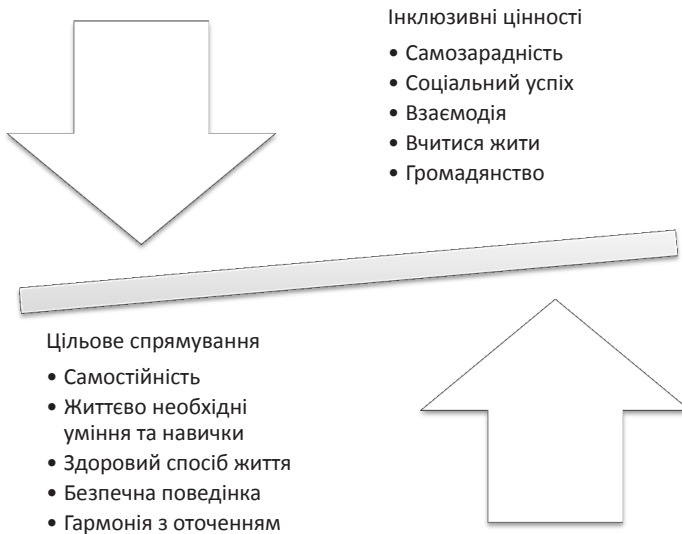 Інклюзивні цінності
• Самозарадність
• Соціальний успіх
• Взаємодія
• Вчитися жити
• Громадянство
Цільове спрямування
• Самостійність
• Життєво необхідні
уміння та навички
• Здоровий спосіб життя
• Безпечна поведінка
• Гармонія з оточенням